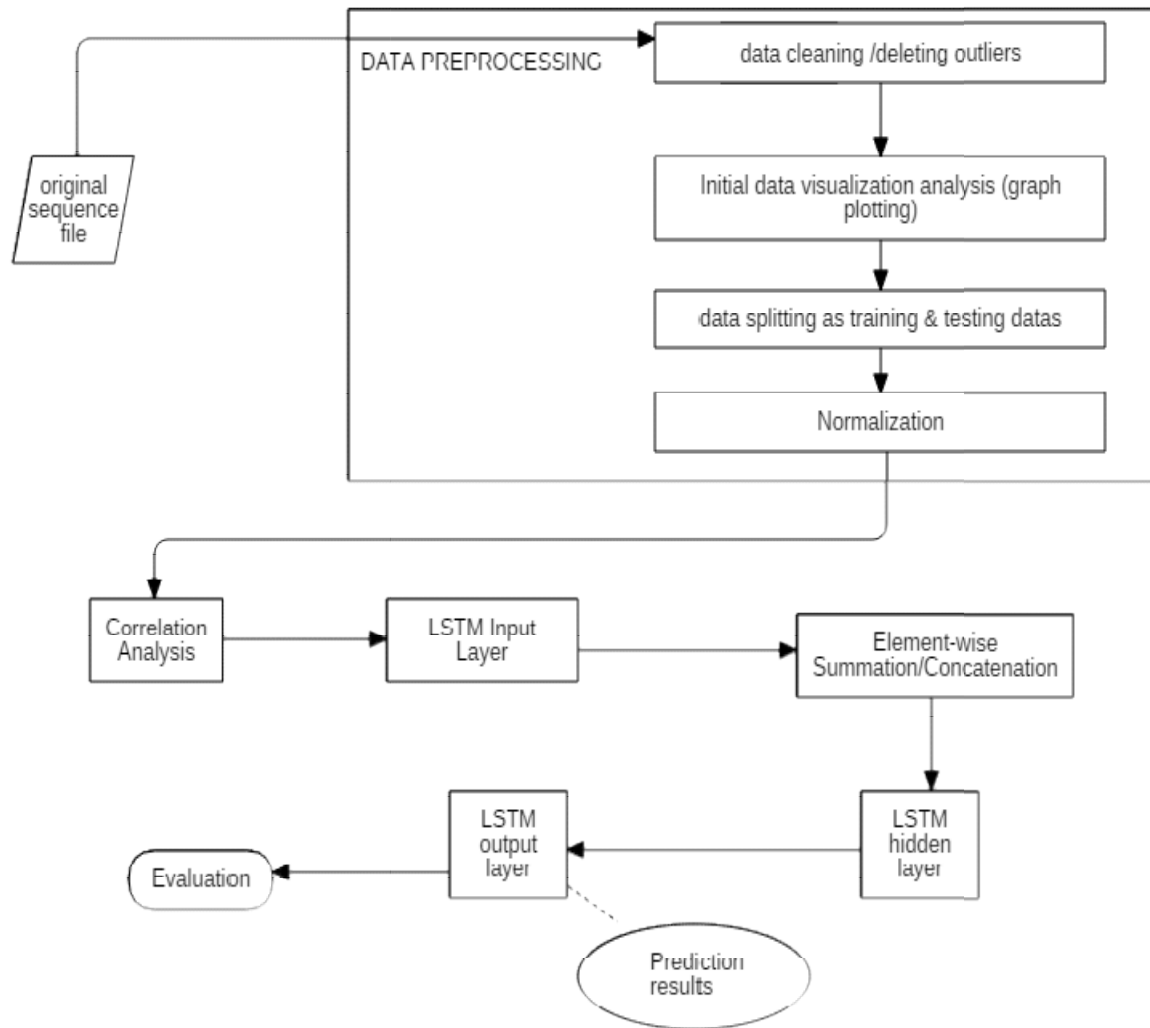 DATA PREPROCESSING
data cleaning /deleting outliers
original
sequence
file
Initial data visualization analysis (graph
plotting)
data splitting as training & testing datas
Normalization
Correlation
Analysis
LSTM Input
Layer
Element-wise
Summation/Concatenation
LSTM
hidden
layer
LSTM
output
layer
Evaluation
Prediction
results